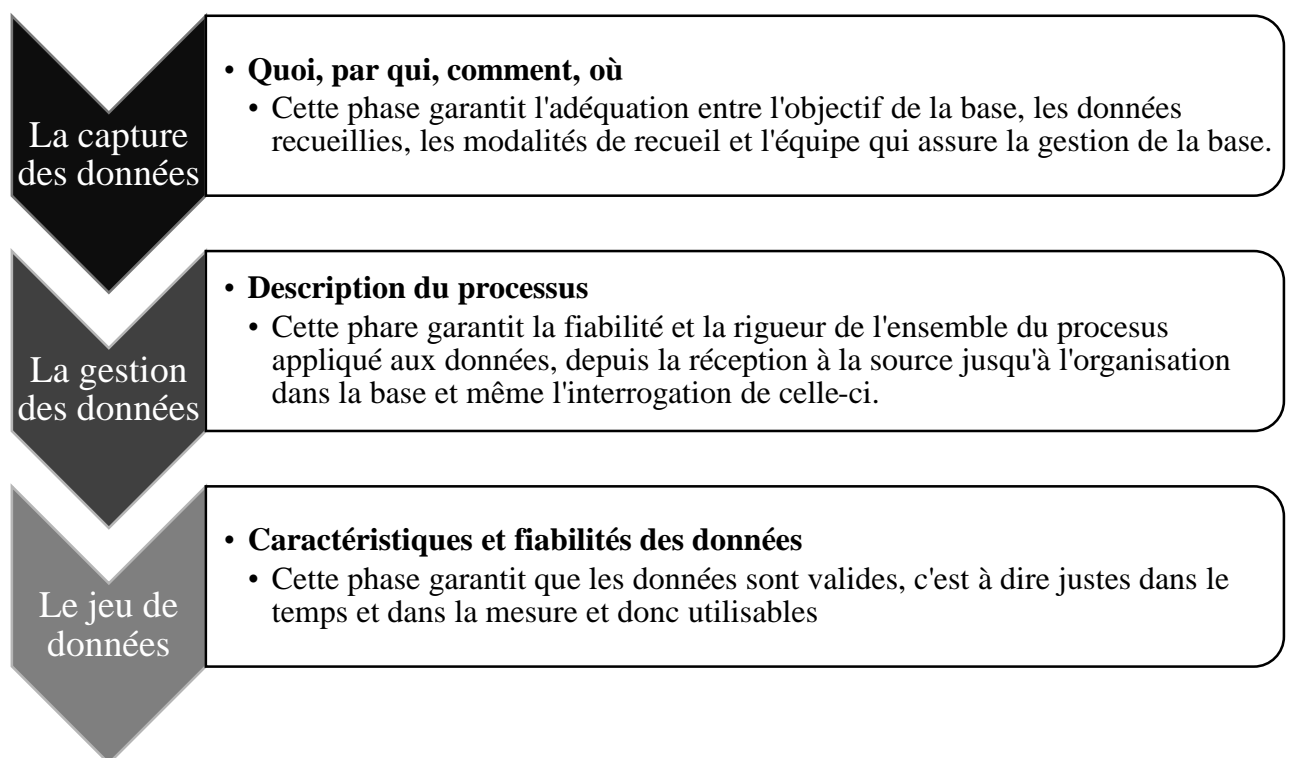 La capture
des données
• Quoi, par qui, comment, où
• Cette phase garantit l'adéquation entre l'objectif de la base, les données
recueillies, les modalités de recueil et l'équipe qui assure la gestion de la base.
La gestion
des données
• Description du processus
• Cette phare garantit la fiabilité et la rigueur de l'ensemble du procesus
appliqué aux données, depuis la réception à la source jusqu'à l'organisation
dans la base et même l'interrogation de celle-ci.
Le jeu de
données
• Caractéristiques et fiabilités des données
• Cette phase garantit que les données sont valides, c'est à dire justes dans le
temps et dans la mesure et donc utilisables